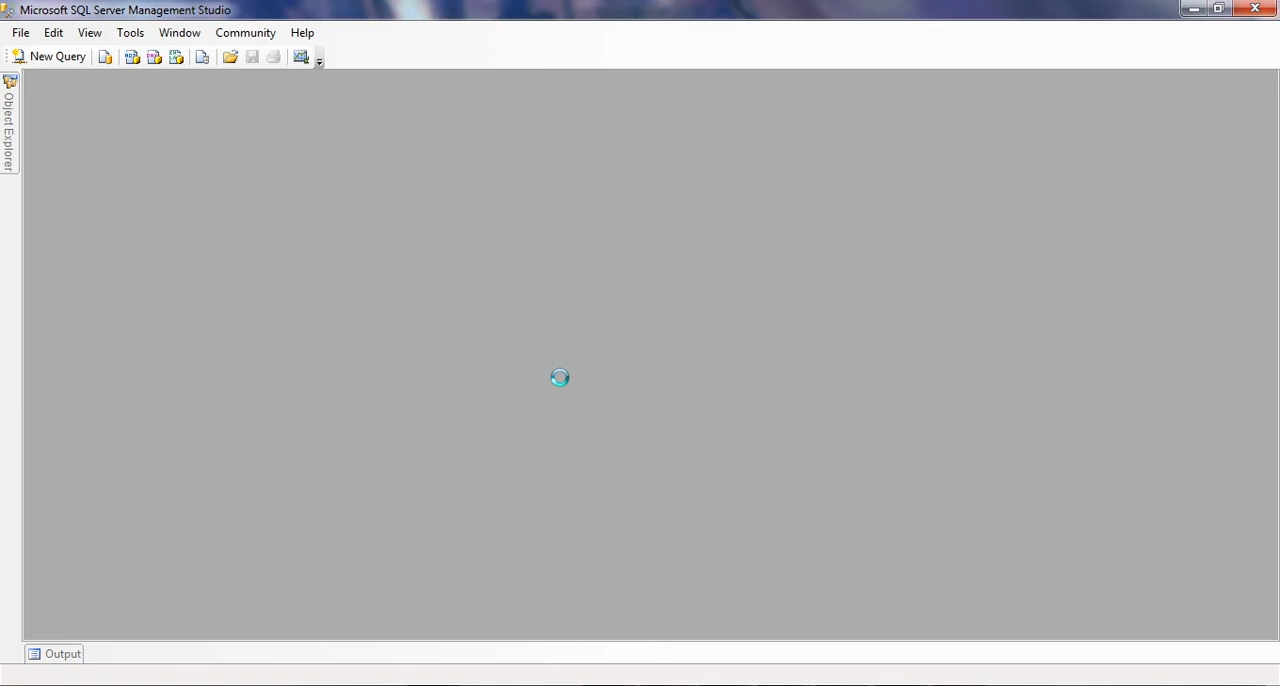 Microsoft SQL Server Management Studio
File Edit View Tools Window Community Help
New Query
Object Explorer
Output